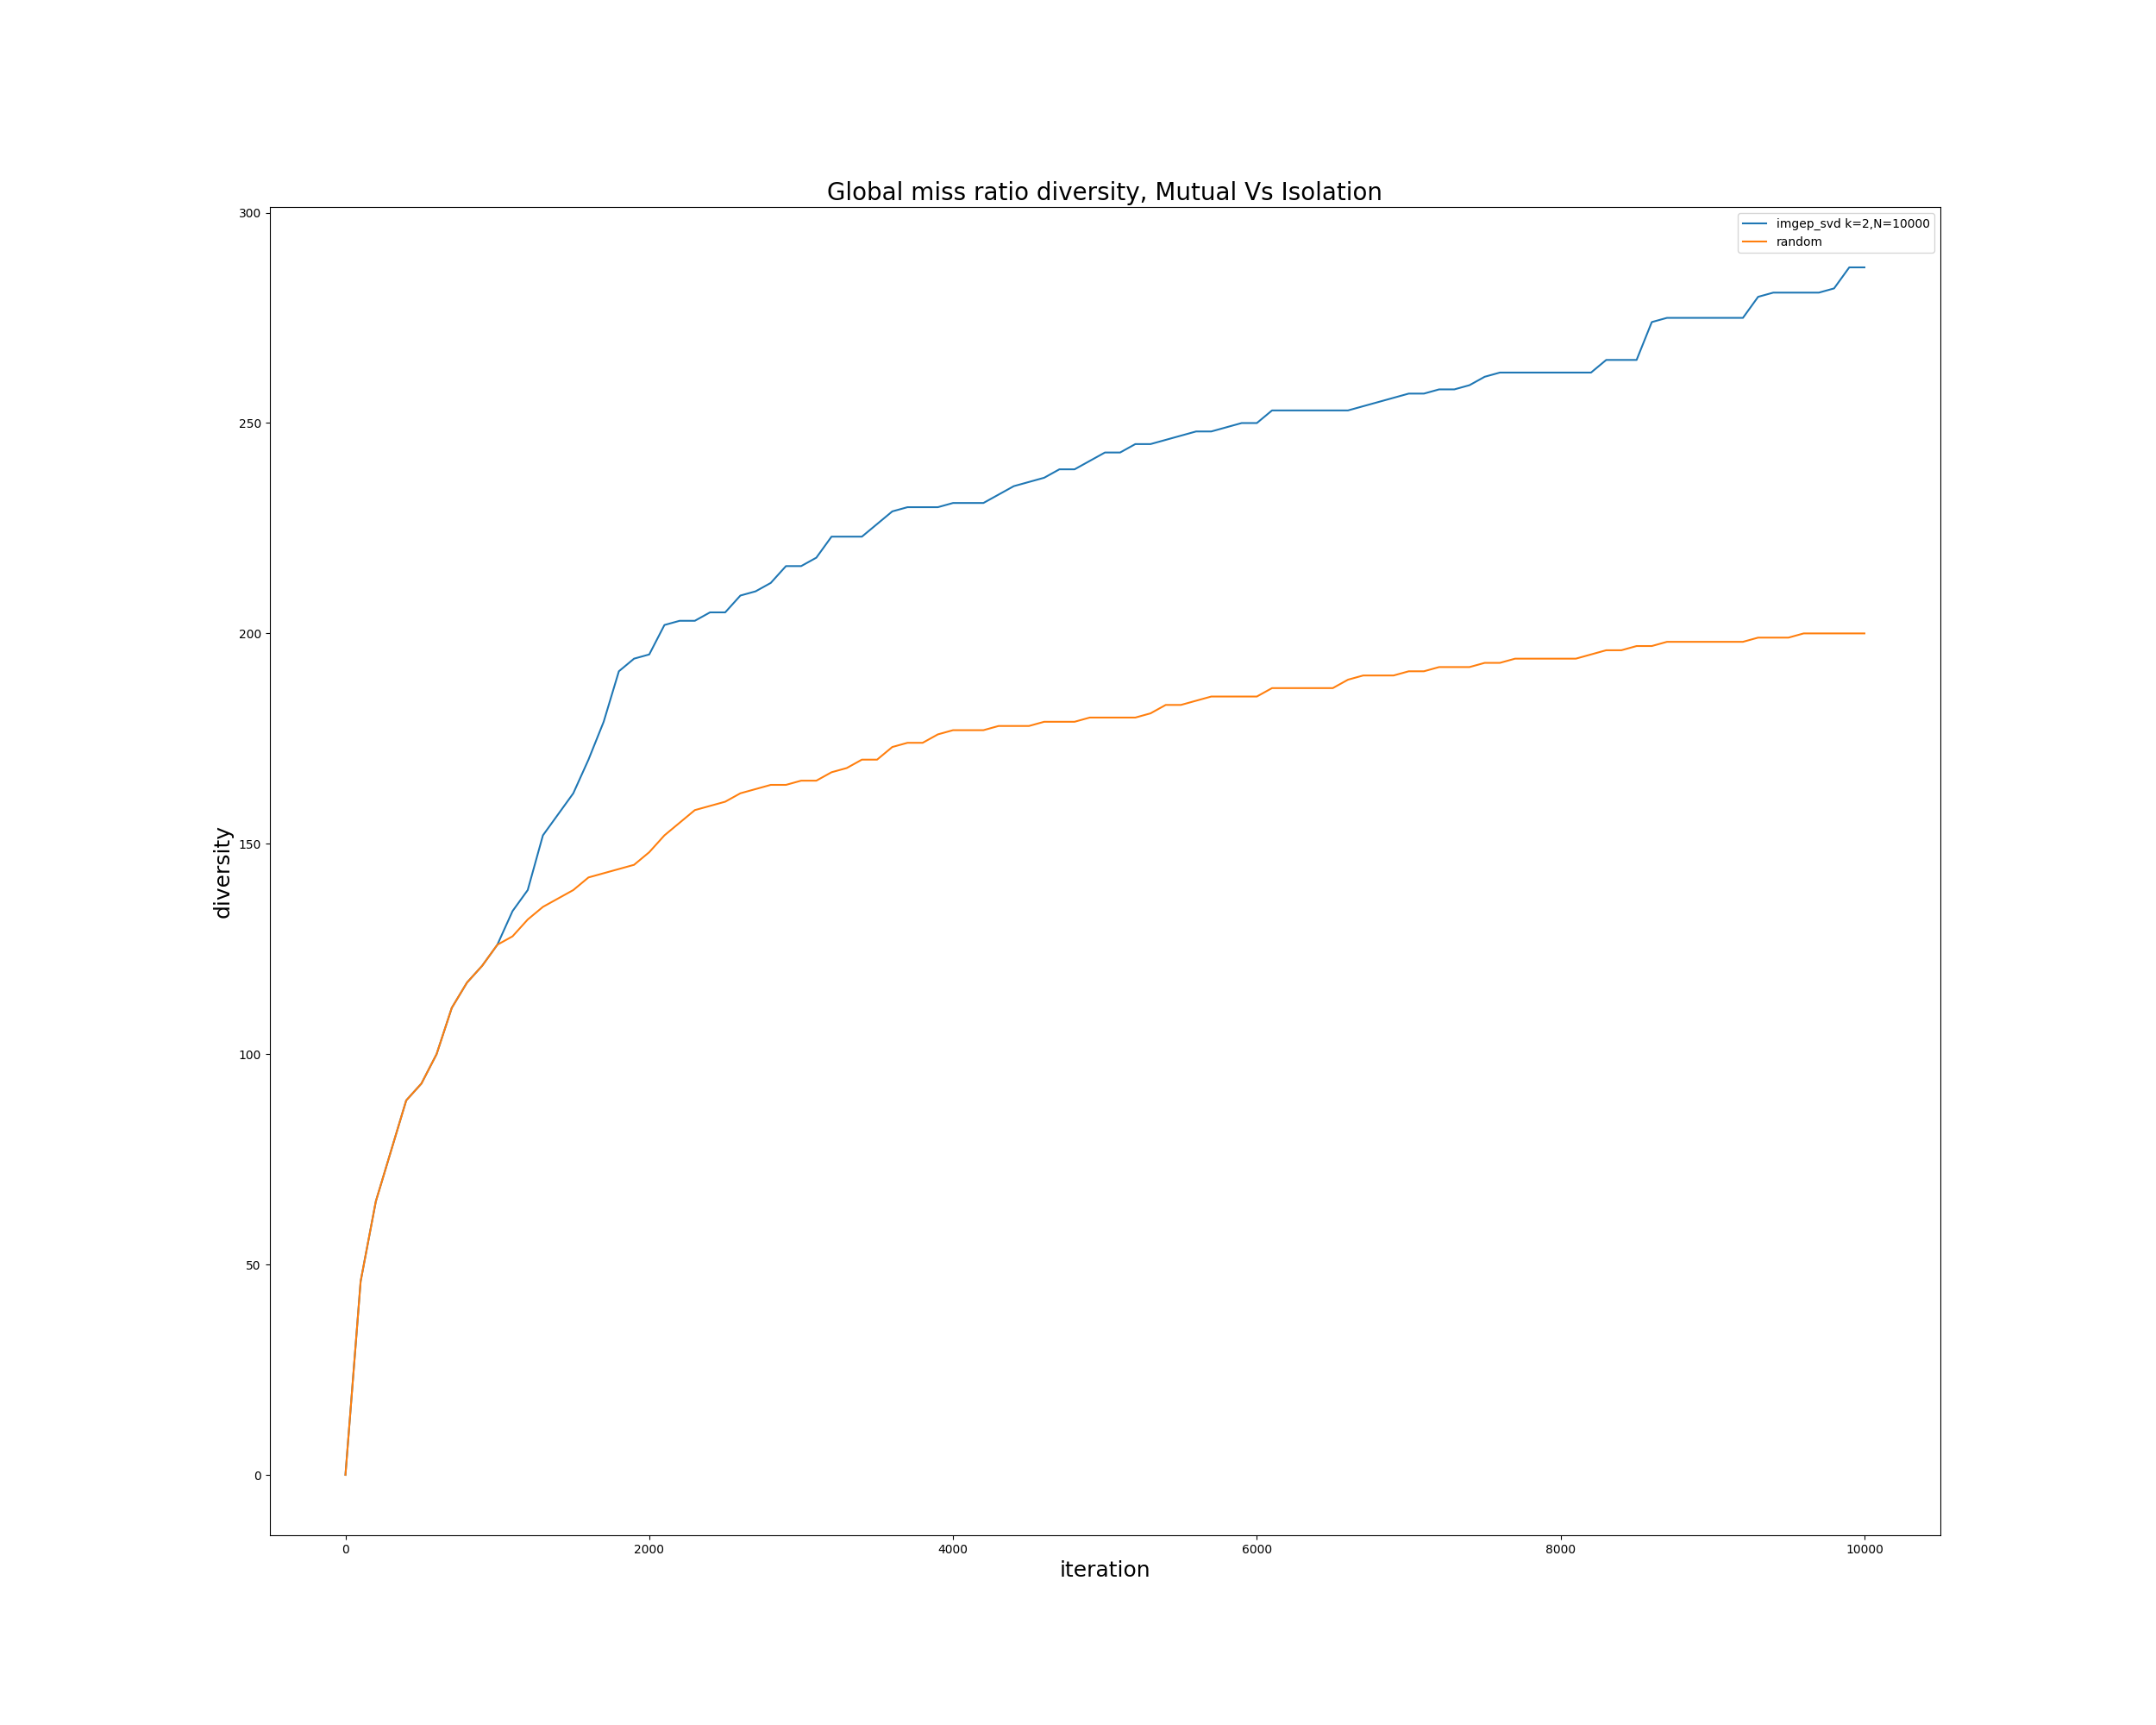 Global miss ratio diversity, Mutual Vs Isolation
imgep_svd k=2,N=10000
random
300
250
200
150
100
50
0
diversity
0 2000 4000 6000 8000 10000
iteration